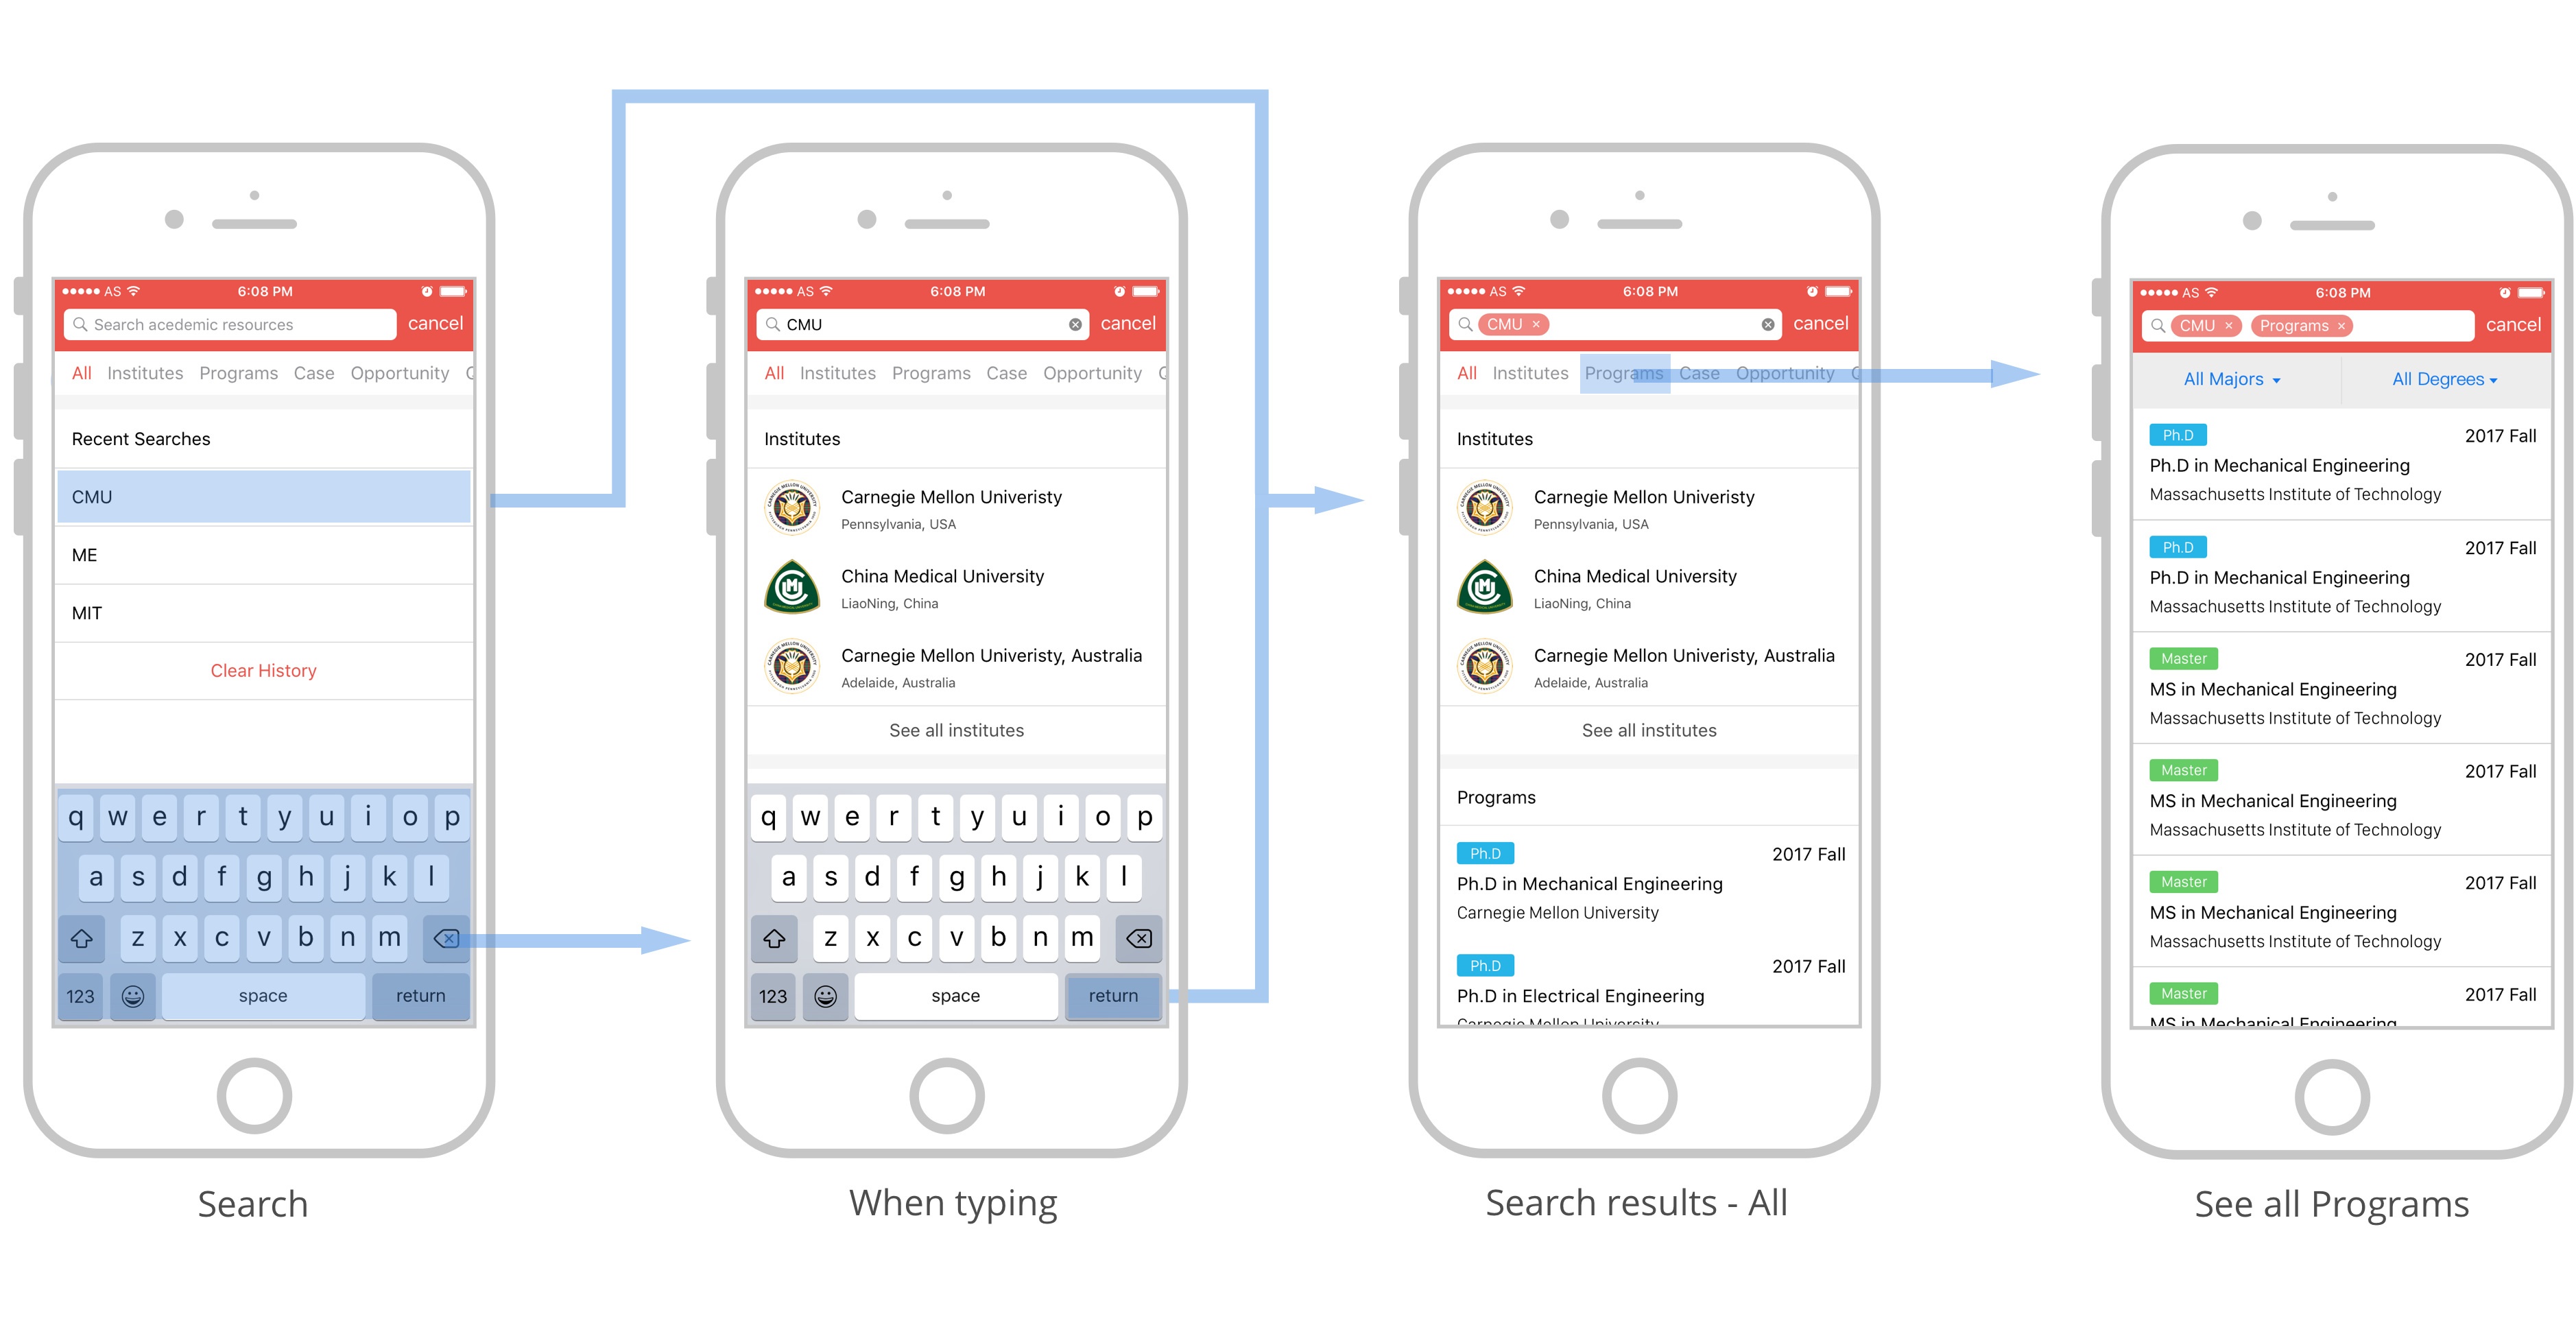 AS 6:08 PM
Search acedemic resources cancel
All Institutes Programs Case Opportunity
Recent Searches
CMU
ME
MIT
Clear History
q w e r t y u i o p
a s d f g h j k l
z x c v b n m
123 space return
Search
AS 6:08 PM
CMU cancel
All Institutes Programs Case Opportunity
Institutes
Carnegie Mellon Univeristy
Pennsylvania, USA
China Medical University
LiaoNing, China
Carnegie Mellon Univeristy, Australia
Adelaide, Australia
See all institutes
q w e r t y u i o p
a s d f g h j k l
z x c v b n m
123 space return
When typing
AS 6:08 PM
CMU × cancel
All Institutes Programs Case Opportunity
Institutes
Carnegie Mellon Univeristy
Pennsylvania, USA
China Medical University
LiaoNing, China
Carnegie Mellon Univeristy, Australia
Adelaide, Australia
See all institutes
Programs
Ph.D 2017 Fall
Ph.D in Mechanical Engineering
Carnegie Mellon University
Ph.D 2017 Fall
Ph.D in Electrical Engineering
Carnegie Mellon University
Search results - All
AS 6:08 PM
CMU × Programs × cancel
All Majors All Degrees
Ph.D 2017 Fall
Ph.D in Mechanical Engineering
Massachusetts Institute of Technology
Ph.D 2017 Fall
Ph.D in Mechanical Engineering
Massachusetts Institute of Technology
Master 2017 Fall
MS in Mechanical Engineering
Massachusetts Institute of Technology
Master 2017 Fall
MS in Mechanical Engineering
Massachusetts Institute of Technology
Master 2017 Fall
MS in Mechanical Engineering
Massachusetts Institute of Technology
Master 2017 Fall
MS in Mechanical Engineering
See all Programs